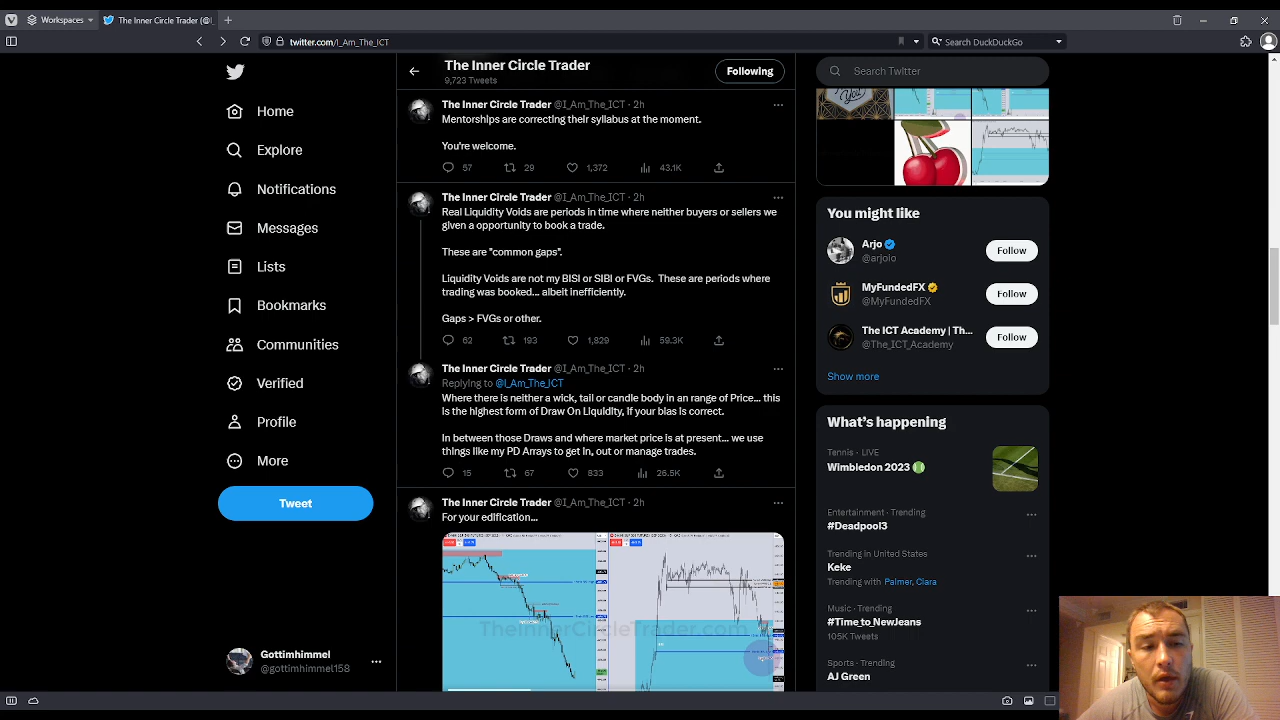 Workspaces
The Inner Circle Trader (@I_
twitter.com/I_Am_The_ICT
Search DuckDuckGo
Home
Explore
Notifications
Messages
Lists
Bookmarks
Communities
Verified
Profile
More
Tweet
Gottimhimmel
@gottimhimmel158
The Inner Circle Trader
9,723 Tweets
Following
The Inner Circle Trader @I_Am_The_ICT · 2h
Mentorships are correcting their syllabus at the moment.
You're welcome.
57 29 1,372 43.1K
The Inner Circle Trader @I_Am_The_ICT · 2h
Real Liquidity Voids are periods in time where neither buyers or sellers we
given a opportunity to book a trade.
These are "common gaps".
Liquidity Voids are not my BISI or SIBI or FVGs. These are periods where
trading was booked... albeit inefficiently.
Gaps > FVGs or other.
62 193 1,829 59.3K
The Inner Circle Trader @I_Am_The_ICT · 2h
Replying to @I_Am_The_ICT
Where there is neither a wick, tail or candle body in an range of Price... this
is the highest form of Draw On Liquidity, if your bias is correct.
In between those Draws and where market price is at present... we use
things like my PD Arrays to get in, out or manage trades.
15 67 833 26.5K
The Inner Circle Trader @I_Am_The_ICT · 2h
For your edification...
TheInnerCircleTrader.com
Search Twitter
You
You might like
Arjo
@arjoio
Follow
MyFundedFX
@MyFundedFX
Follow
The ICT Academy | Th...
@The_ICT_Academy
Follow
Show more
What's happening
Tennis · LIVE
Wimbledon 2023
Entertainment · Trending
#Deadpool3
Trending in United States
Keke
Trending with Palmer, Clara
Music · Trending
#Time_to_NewJeans
105K Tweets
Sports · Trending
AJ Green